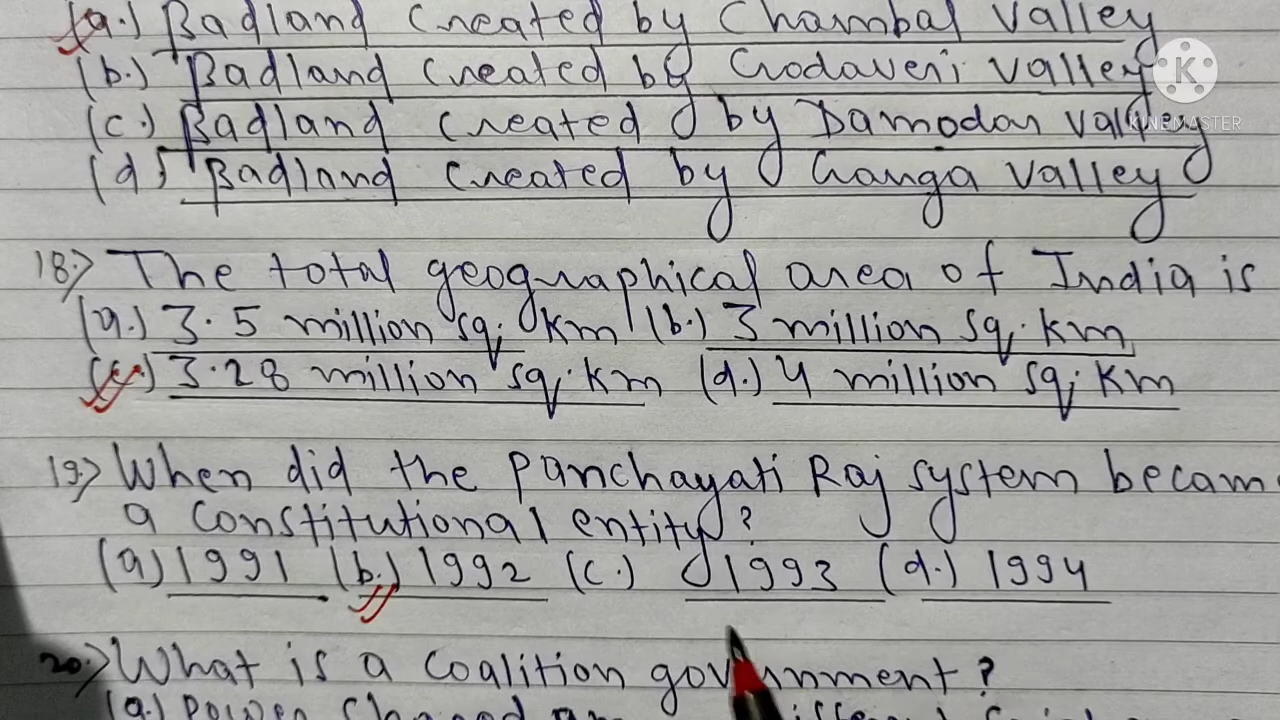 (a.) Badland created by Chambal valley
(b.) Badland created by Godaveri valley
(c.) Badland created by Damodar valley
(d) Badland created by Ganga valley
KINEMASTER
18.> The total geographical area of India is
(a.) 3.5 million sq. km (b.) 3 million sq. km
(c.) 3.28 million sq. km (d.) 4 million sq. km
19.> When did the Panchayati Raj system becam
a constitutional entity?
(a) 1991 (b.) 1992 (c.) 1993 (d.) 1994
20.> What is a coalition government?
(a.) Power Shared